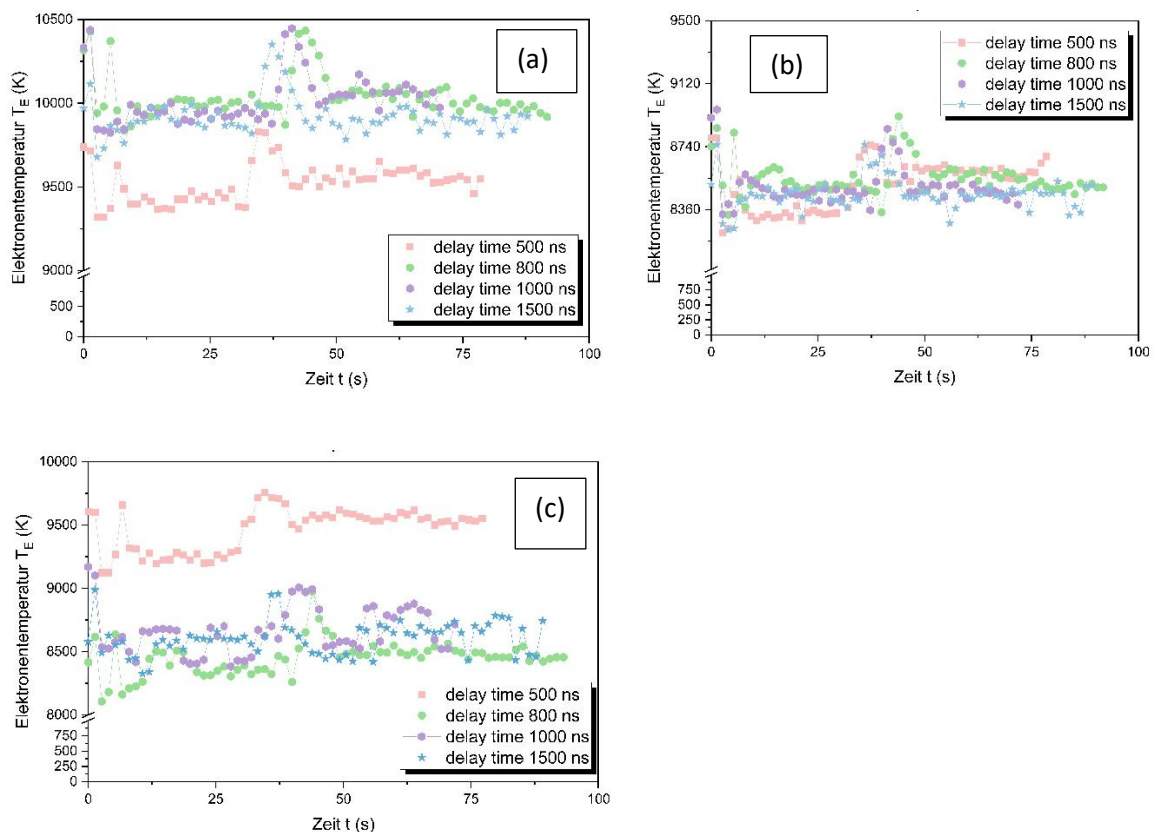 (a)
Elektronentemperatur T_E (K)
10500
10000
9500
9000
500
0
delay time 500 ns
delay time 800 ns
delay time 1000 ns
delay time 1500 ns
0 25 50 75 100
Zeit t (s)
(b)
Elektronentemperatur T_E (K)
9500
9120
8740
8360
750
500
250
0
delay time 500 ns
delay time 800 ns
delay time 1000 ns
delay time 1500 ns
0 25 50 75 100
Zeit t (s)
(c)
Elektronentemperatur T_E (K)
10000
9500
9000
8500
8000
750
500
250
0
delay time 500 ns
delay time 800 ns
delay time 1000 ns
delay time 1500 ns
0 25 50 75 100
Zeit t (s)